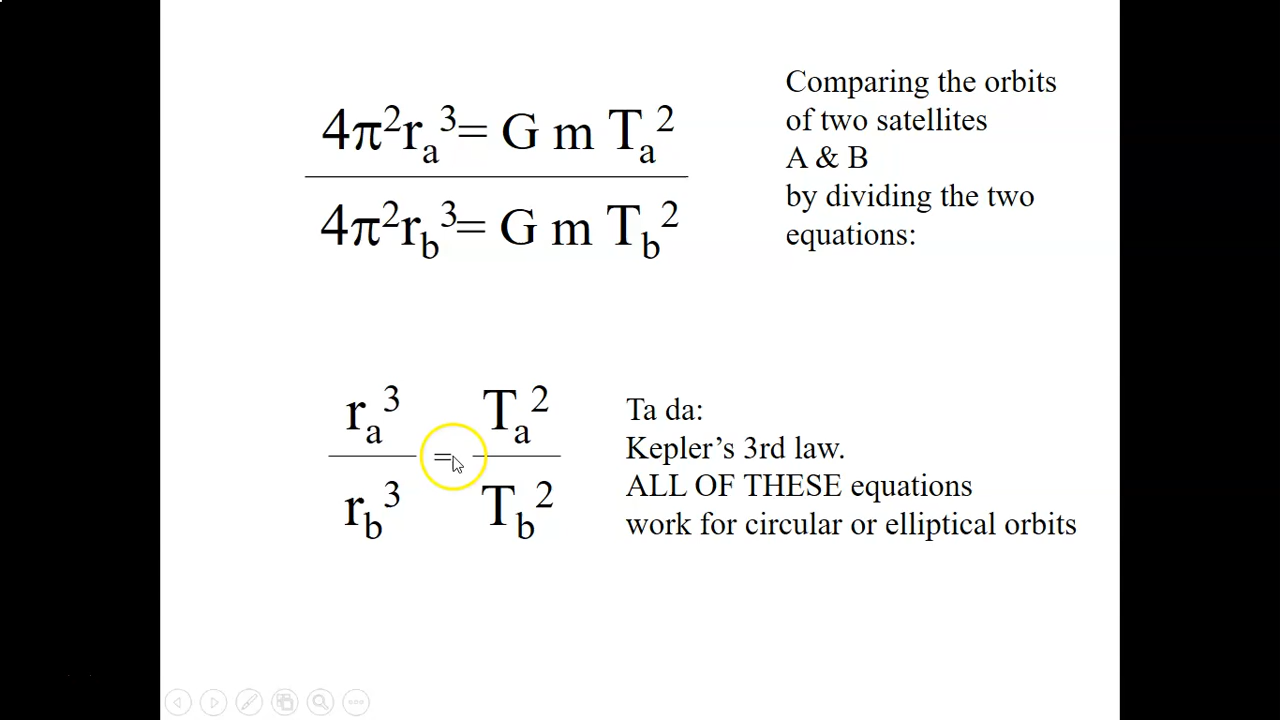 4π²rₐ³= G m Tₐ²
4π²r_b³= G m T_b²
Comparing the orbits
of two satellites
A & B
by dividing the two
equations:
rₐ³ = Tₐ²
r_b³ T_b²
Ta da:
Kepler’s 3rd law.
ALL OF THESE equations
work for circular or elliptical orbits